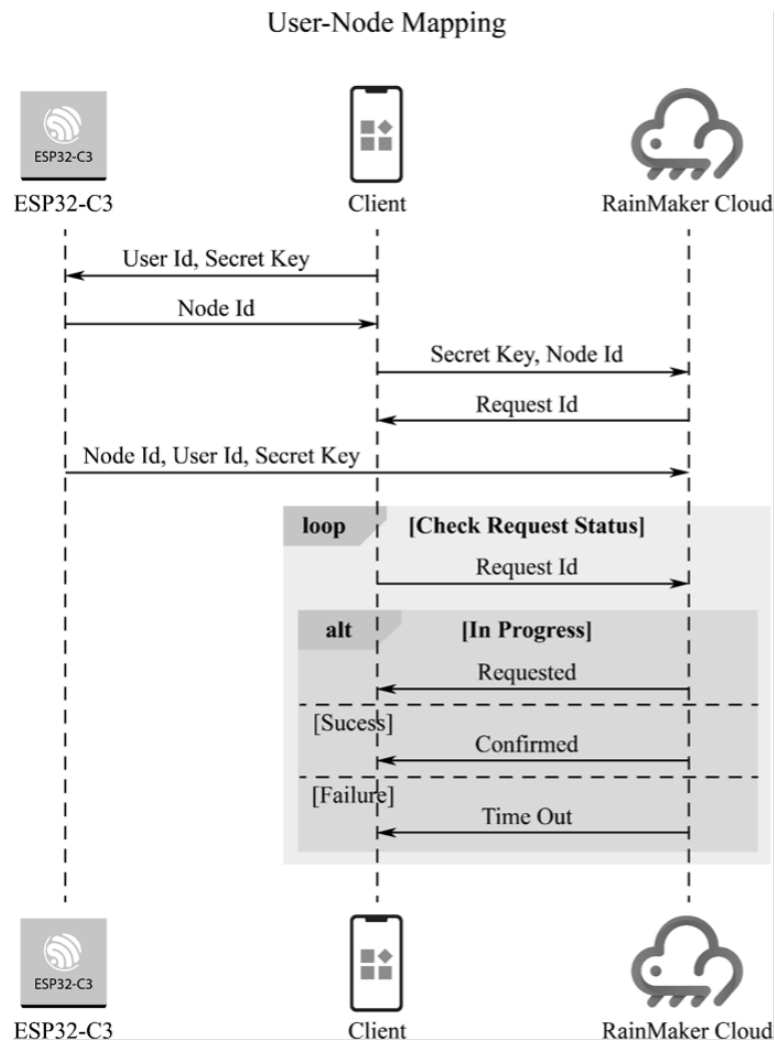 User-Node Mapping
ESP32-C3
ESP32-C3
Client
RainMaker Cloud
User Id, Secret Key
Node Id
Secret Key, Node Id
Request Id
Node Id, User Id, Secret Key
loop
[Check Request Status]
Request Id
alt
[In Progress]
Requested
[Sucess]
Confirmed
[Failure]
Time Out
ESP32-C3
ESP32-C3
Client
RainMaker Cloud